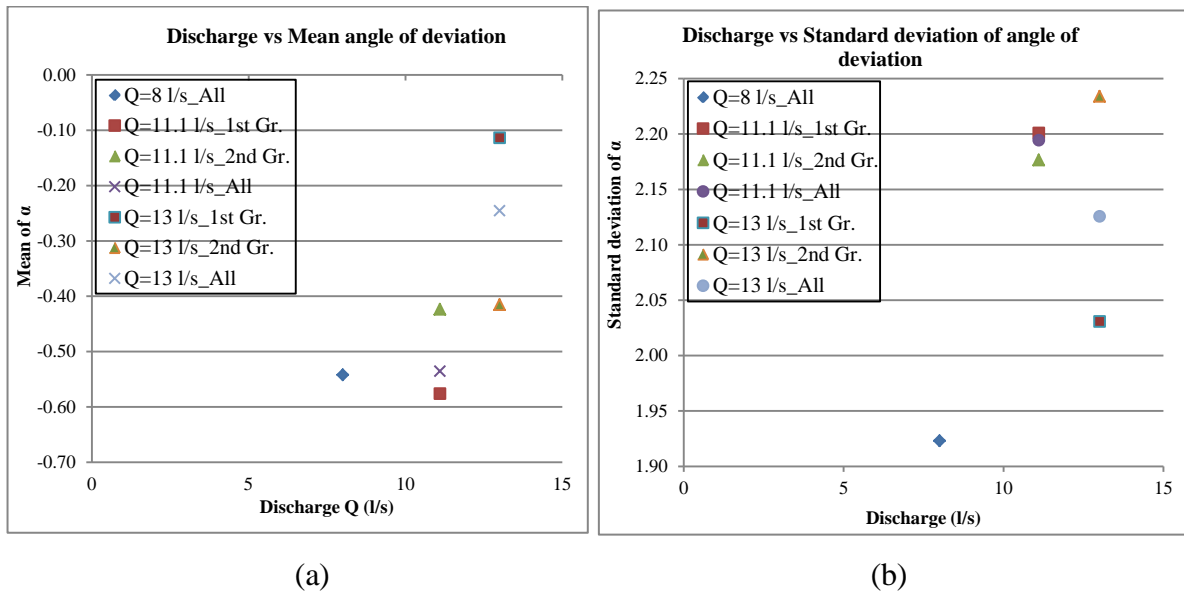 Discharge vs Mean angle of deviation
0.00
-0.10
-0.20
-0.30
-0.40
-0.50
-0.60
-0.70
Mean of α
Q=8 l/s_All
Q=11.1 l/s_1st Gr.
Q=11.1 l/s_2nd Gr.
Q=11.1 l/s_All
Q=13 l/s_1st Gr.
Q=13 l/s_2nd Gr.
Q=13 l/s_All
0 5 10 15
Discharge Q (l/s)
(a)
Discharge vs Standard deviation of angle of
deviation
2.25
2.20
2.15
2.10
2.05
2.00
1.95
1.90
Standard deviation of α
Q=8 l/s_All
Q=11.1 l/s_1st Gr.
Q=11.1 l/s_2nd Gr.
Q=11.1 l/s_All
Q=13 l/s_1st Gr.
Q=13 l/s_2nd Gr.
Q=13 l/s_All
0 5 10 15
Discharge (l/s)
(b)